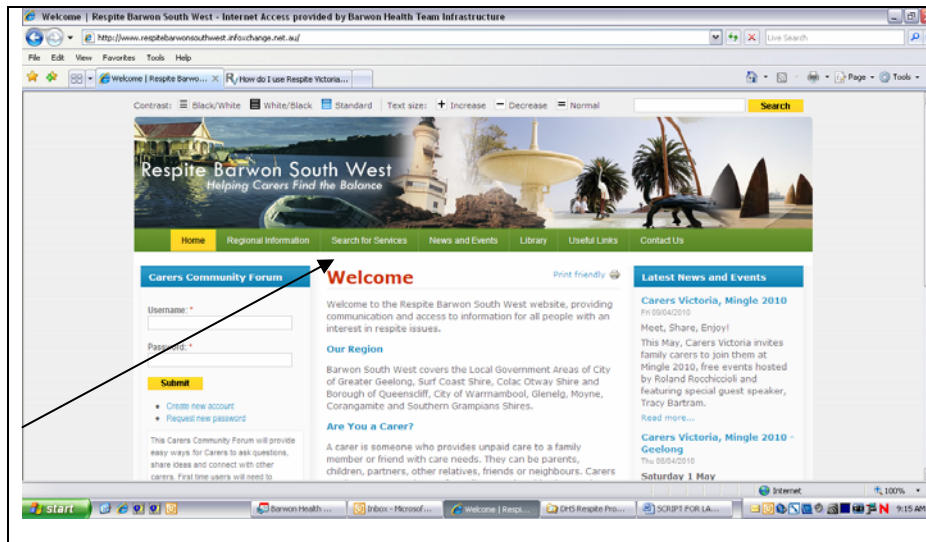 Welcome | Respite Barwon South West - Internet Access provided by Barwon Health Team Infrastructure
http://www.respitebarwonsouthwest.infoxchange.net.au/
Live Search
File Edit View Favorites Tools Help
Welcome | Respite Barwo...
How do I use Respite Victoria...
Page
Tools
Contrast: Black/White White/Black Standard Text size: Increase Decrease Normal
Search
Respite Barwon South West
Helping Carers Find the Balance
Home Regional Information Search for Services News and Events Library Useful Links Contact Us
Carers Community Forum
Username: *
Password: *
Submit
Create new account
Request new password
This Carers Community Forum will provide
easy ways for Carers to ask questions,
share ideas and connect with other
carers. First time users will need to
Welcome
Print friendly
Welcome to the Respite Barwon South West website, providing
communication and access to information for all people with an
interest in respite issues.
Our Region
Barwon South West covers the Local Government Areas of City
of Greater Geelong, Surf Coast Shire, Colac Otway Shire and
Borough of Queenscliff, City of Warrnambool, Glenelg, Moyne,
Corangamite and Southern Grampians Shires.
Are You a Carer?
A carer is someone who provides unpaid care to a family
member or friend with care needs. They can be parents,
children, partners, other relatives, friends or neighbours. Carers
Latest News and Events
Carers Victoria, Mingle 2010
Fri 09/04/2010
Meet, Share, Enjoy!
This May, Carers Victoria invites
family carers to join them at
Mingle 2010, free events hosted
by Roland Rocchiccioli and
featuring special guest speaker,
Tracy Bartram.
Read more...
Carers Victoria, Mingle 2010 -
Geelong
Thu 08/04/2010
Saturday 1 May
Internet
100%
start
Barwon Health ...
Inbox - Microsof...
Welcome | Respi...
DHS Respite Pro...
SCRIPT FOR LA...
9:15 AM